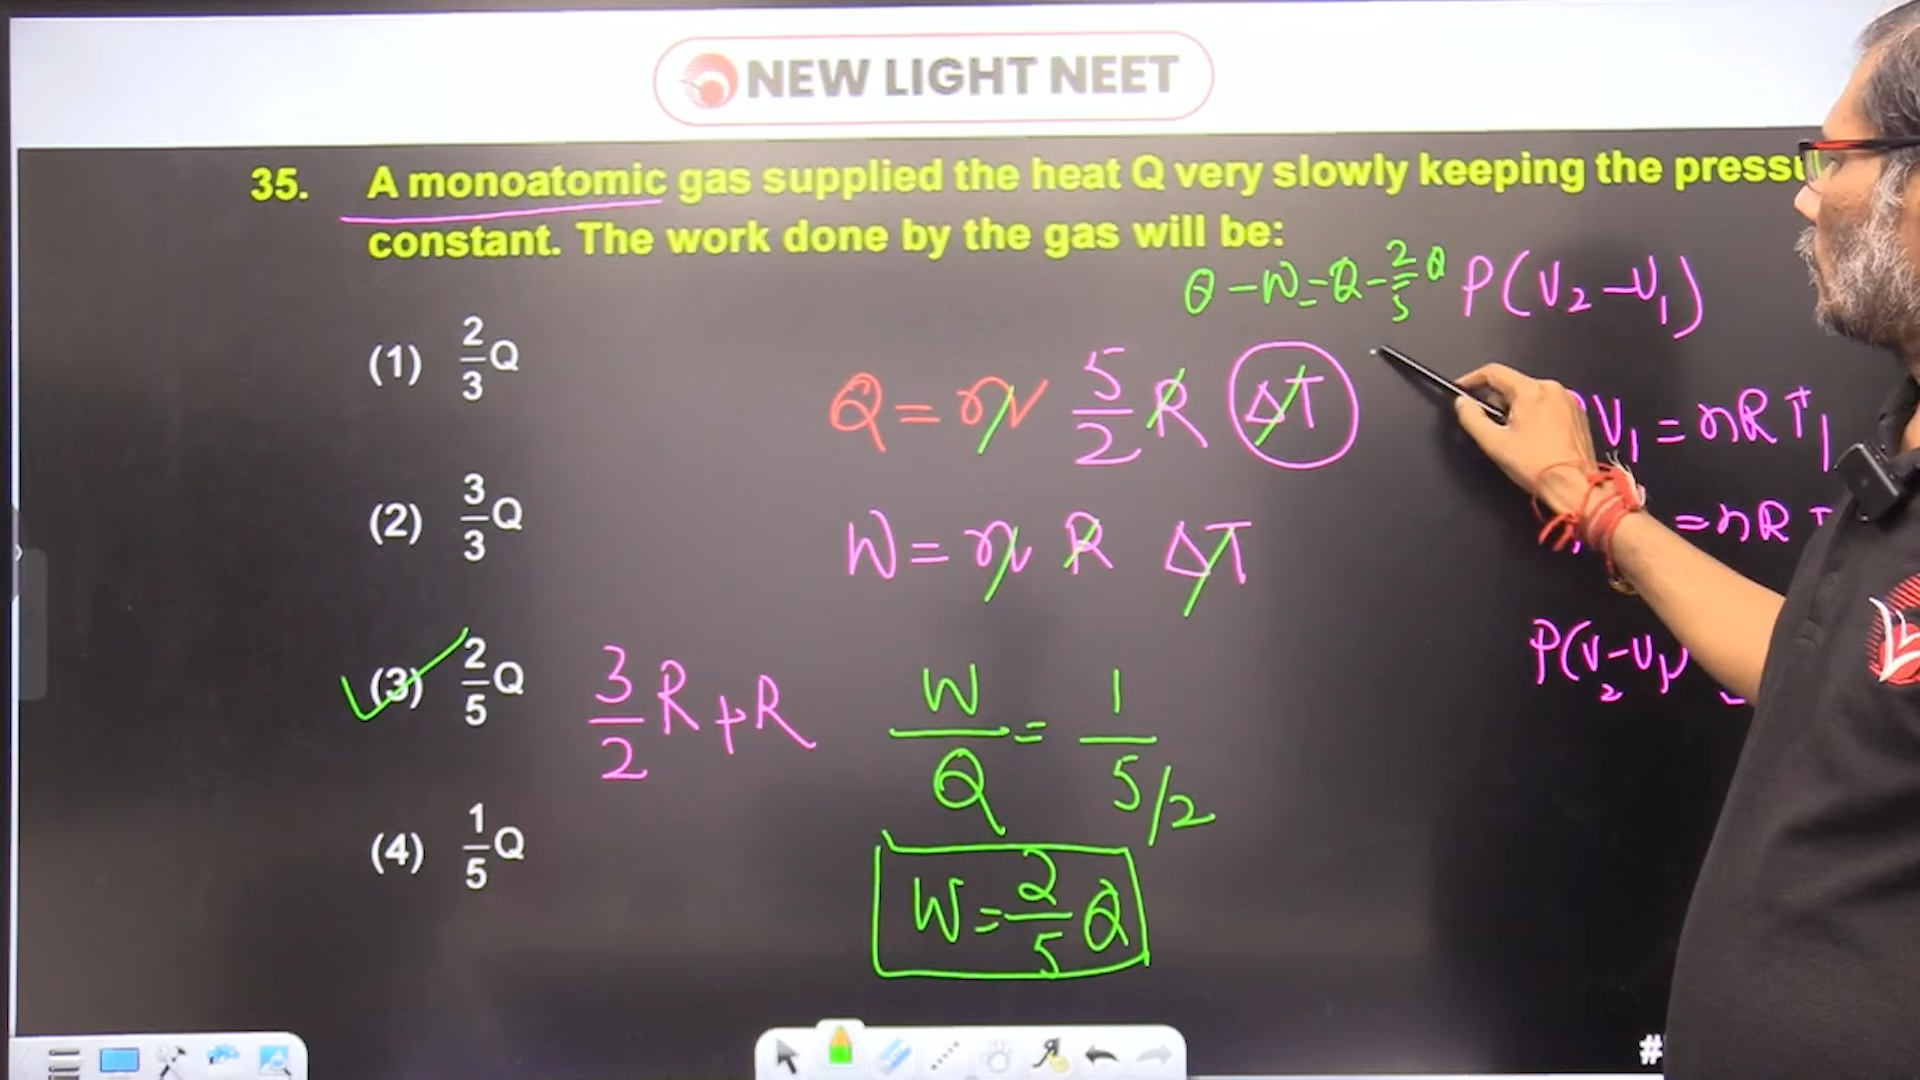 NEW LIGHT NEET
35. A monoatomic gas supplied the heat Q very slowly keeping the
constant. The work done by the gas will be:
Q - W = Q - 2/5 Q
P(V2 - V1)
(1) 2/3 Q
Q = n 5/2 R ΔT
V1 = nRT1
(2) 3/3 Q
W = n R ΔT
= nRT
(3) 2/5 Q
3/2 R + R
W/Q = 1/5/2
P(V2 - V1)
(4) 1/5 Q
W = 2/5 Q
#